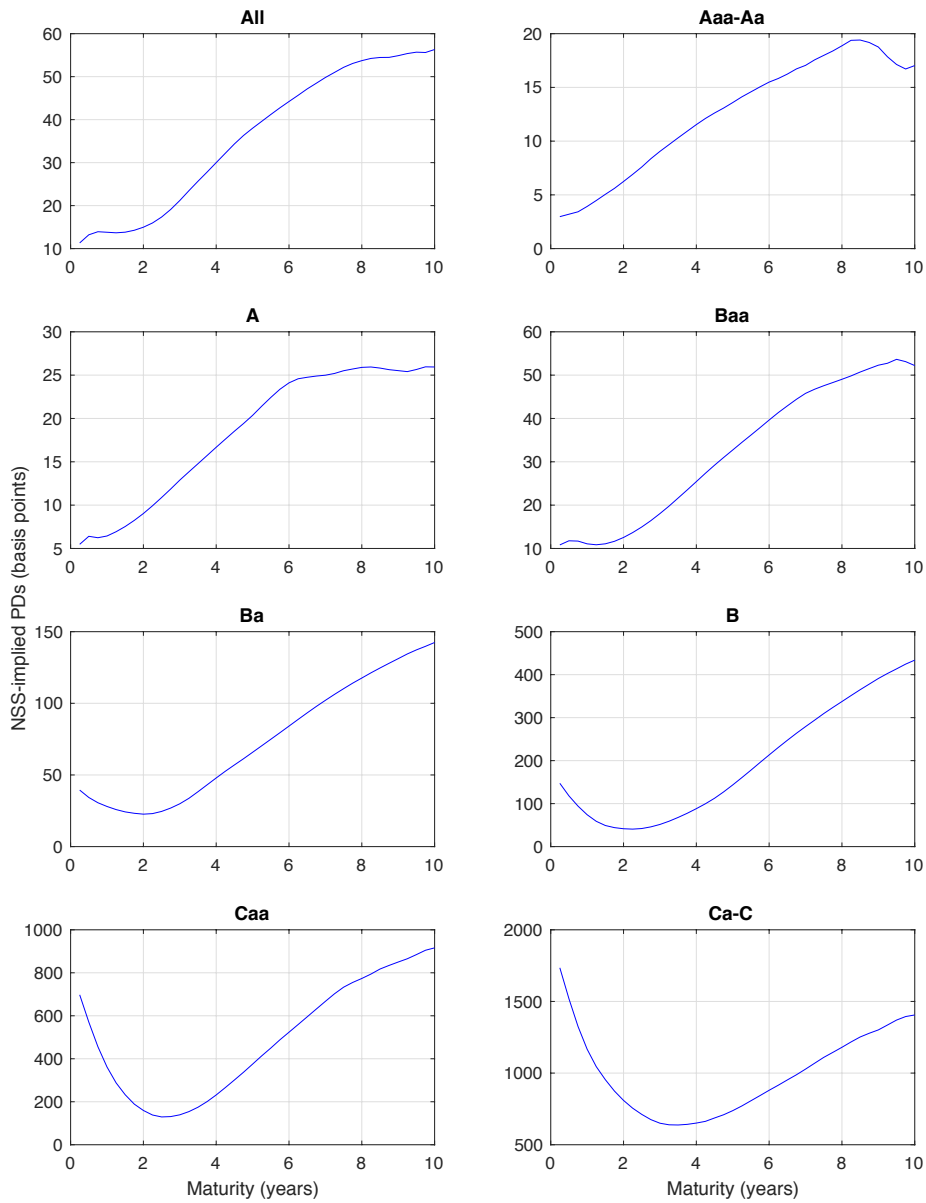 All
60
50
40
30
20
10
0 2 4 6 8 10
Aaa-Aa
20
15
10
5
0
0 2 4 6 8 10
A
30
25
20
15
10
5
0 2 4 6 8 10
Baa
60
50
40
30
20
10
0 2 4 6 8 10
NSS-implied PDs (basis points)
Ba
150
100
50
0
0 2 4 6 8 10
B
500
400
300
200
100
0
0 2 4 6 8 10
Caa
1000
800
600
400
200
0
0 2 4 6 8 10
Maturity (years)
Ca-C
2000
1500
1000
500
0 2 4 6 8 10
Maturity (years)